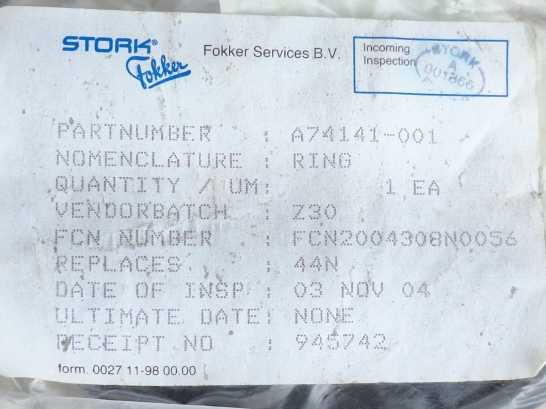 STORK® Fokker Services B.V. Incoming
Fokker Inspection
STORK
A
001866
PARTNUMBER : A74141-001
NOMENCLATURE : RING
QUANTITY / UM: 1 EA
VENDORBATCH : Z30
FCN NUMBER : FCN2004308N0056
REPLACES : 44N
DATE OF INSP : 03 NOV 04
ULTIMATE DATE: NONE
RECEIPT NO : 945742
form. 0027 11-98 00.00